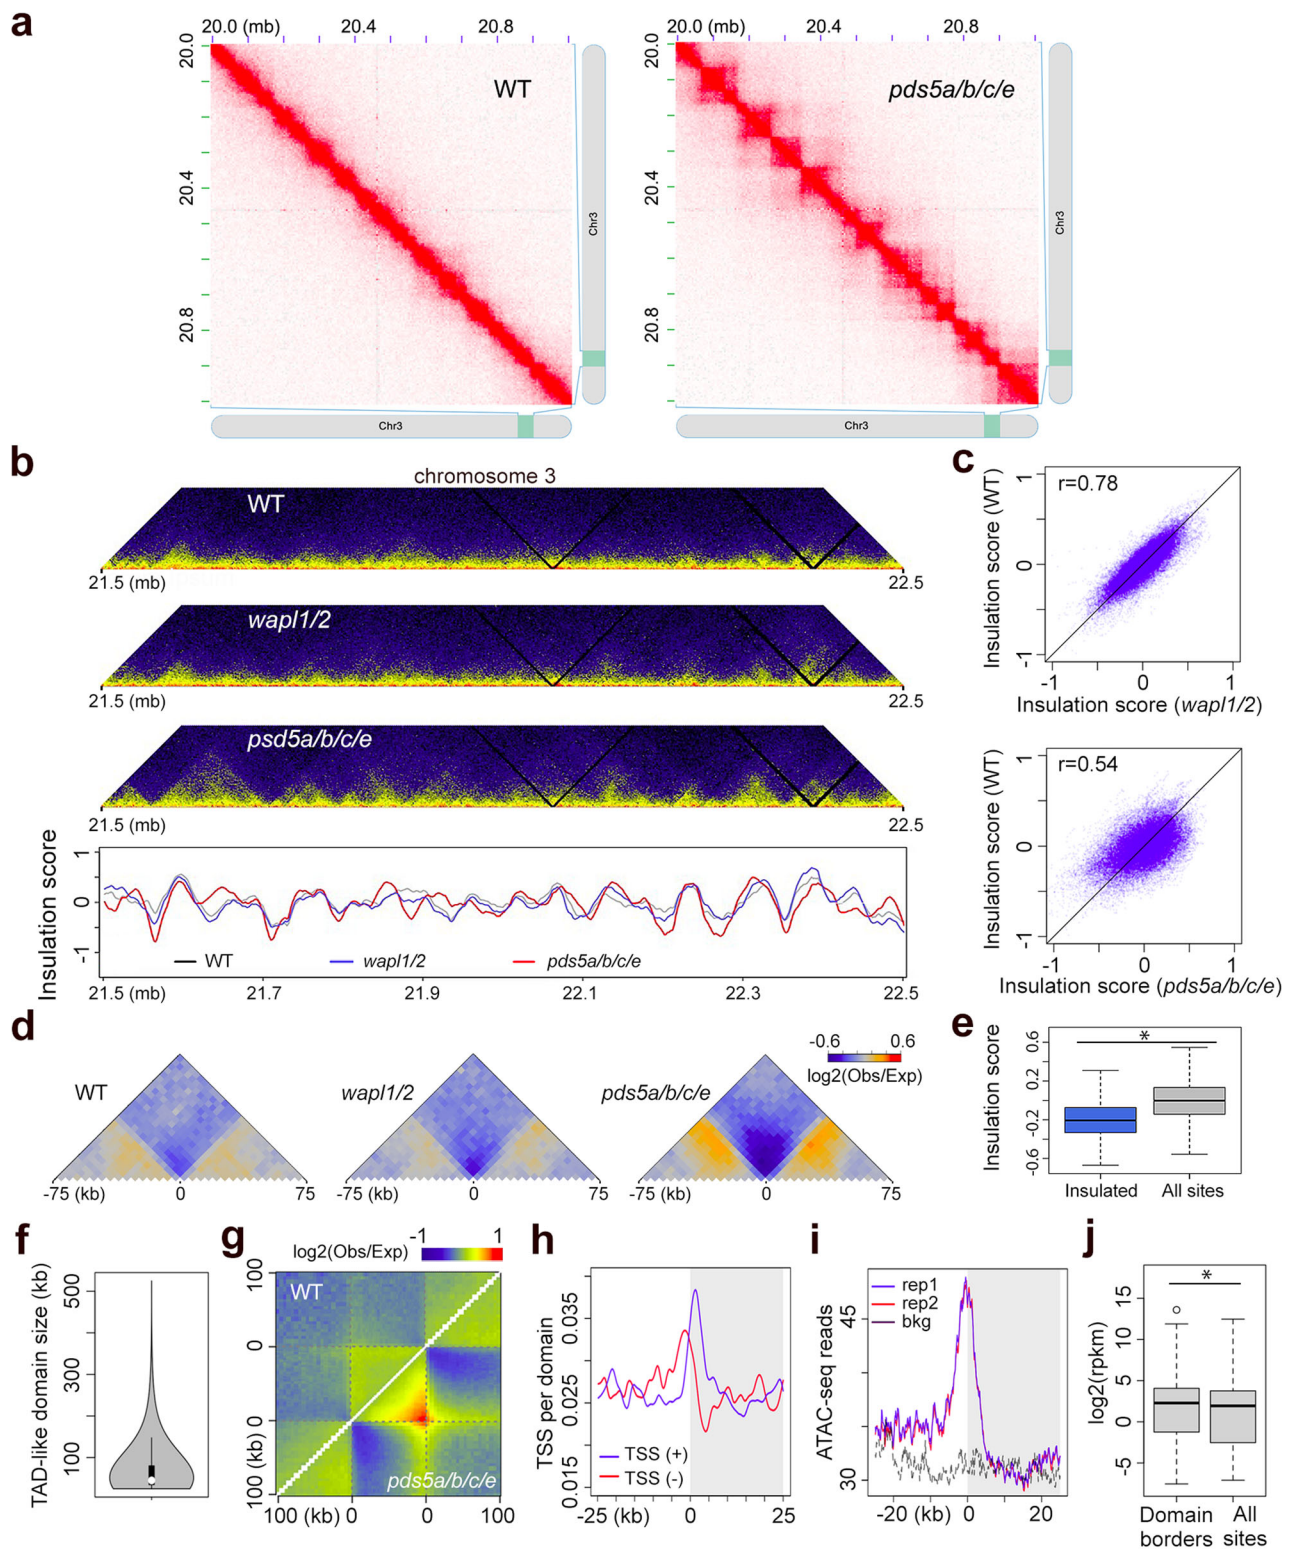 a
20.0 (mb) 20.4 20.8
20.0 (mb) 20.4 20.8
20.0
20.4
20.8
WT
Chr3
Chr3
20.0
20.4
20.8
pds5a/b/c/e
Chr3
Chr3
b
chromosome 3
WT
21.5 (mb) 22.5
wapl1/2
21.5 (mb) 22.5
psd5a/b/c/e
21.5 (mb) 22.5
Insulation score
1
0
-1
WT wapl1/2 pds5a/b/c/e
21.5 (mb) 21.7 21.9 22.1 22.3 22.5
c
r=0.78
Insulation score (WT)
1
0
-1
-1 0 1
Insulation score (wapl1/2)
r=0.54
Insulation score (WT)
1
0
-1
-1 0 1
Insulation score (pds5a/b/c/e)
d
WT
-75 (kb) 0 75
wapl1/2
-75 (kb) 0 75
pds5a/b/c/e
-75 (kb) 0 75
-0.6 0.6
log2(Obs/Exp)
e
Insulation score
0.6
0.2
-0.2
-0.6
*
Insulated All sites
f
TAD-like domain size (kb)
500
300
100
g
log2(Obs/Exp)
-1 1
WT
pds5a/b/c/e
100
0
0
100 (kb)
100 (kb) 0 0 100
h
TSS per domain
0.035
0.025
0.015
TSS (+)
TSS (-)
-25 (kb) 0 25
i
ATAC-seq reads
45
30
rep1
rep2
bkg
-20 (kb) 0 20
j
log2(rpkm)
15
10
5
0
-5
*
Domain borders
All sites